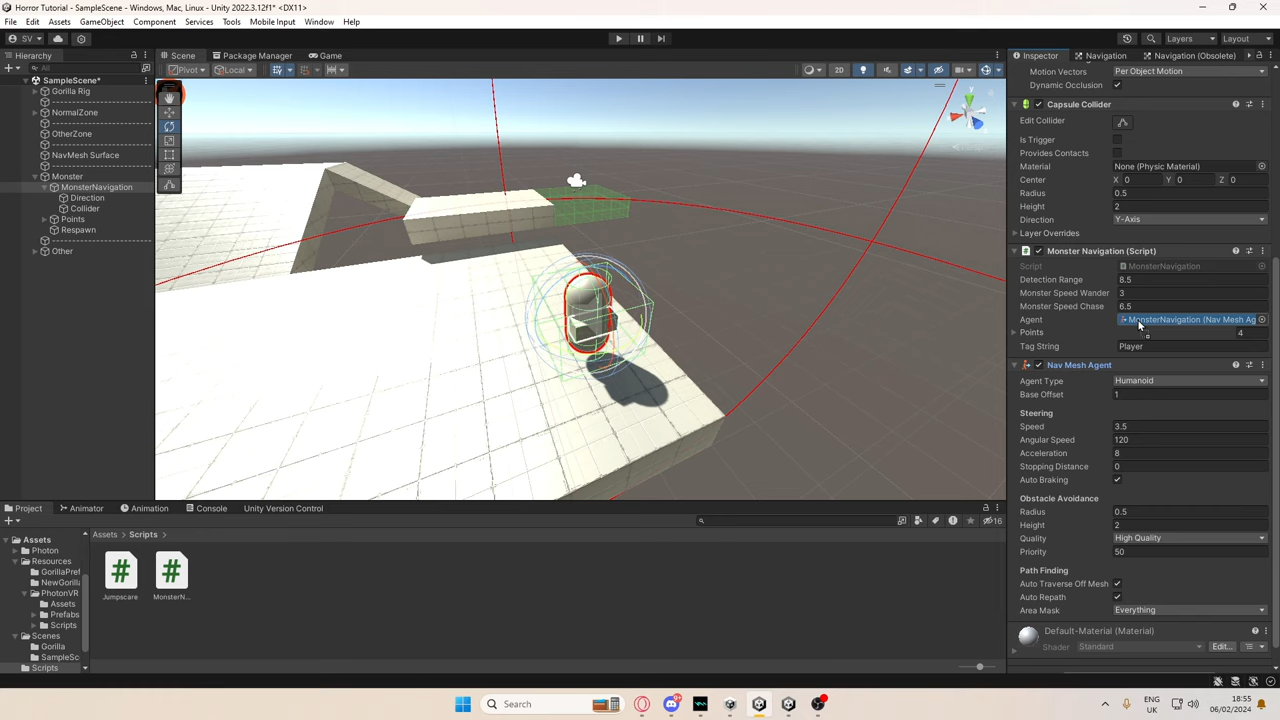 Horror Tutorial - SampleScene - Windows, Mac, Linux - Unity 2022.3.12f1* <DX11>
File Edit Assets GameObject Component Services Tools Mobile Input Window Help
SV Layers Layout
Hierarchy Scene Package Manager Game Inspector Navigation Navigation (Obsolete)
All Pivot Local 2D
SampleScene*
Gorilla Rig
----------------------
NormalZone
----------------------
OtherZone
----------------------
NavMesh Surface
----------------------
Monster
MonsterNavigation
Direction
Collider
Points
Respawn
----------------------
Other
Y
Motion Vectors Per Object Motion
Dynamic Occlusion
Capsule Collider
Edit Collider
Is Trigger
Provides Contacts
Material None (Physic Material)
Center X 0 Y 0 Z 0
Radius 0.5
Height 2
Direction Y-Axis
Layer Overrides
Monster Navigation (Script)
Script MonsterNavigation
Detection Range 8.5
Monster Speed Wander 3
Monster Speed Chase 6.5
Agent MonsterNavigation (Nav Mesh Ag
Points 4
Tag String Player
Nav Mesh Agent
Agent Type Humanoid
Base Offset 1
Steering
Speed 3.5
Angular Speed 120
Acceleration 8
Stopping Distance 0
Auto Braking
Obstacle Avoidance
Radius 0.5
Height 2
Quality High Quality
Priority 50
Path Finding
Auto Traverse Off Mesh
Auto Repath
Area Mask Everything
Default-Material (Material)
Shader Standard Edit...
Project Animator Animation Console Unity Version Control
16
Assets > Scripts >
Assets
Photon
Resources
GorillaPref
NewGorilla
PhotonVR
Assets
Prefabs
Scripts
Scenes
Gorilla
SampleSc
Scripts
Jumpscare MonsterN...
Search
ENG
UK
18:55
06/02/2024